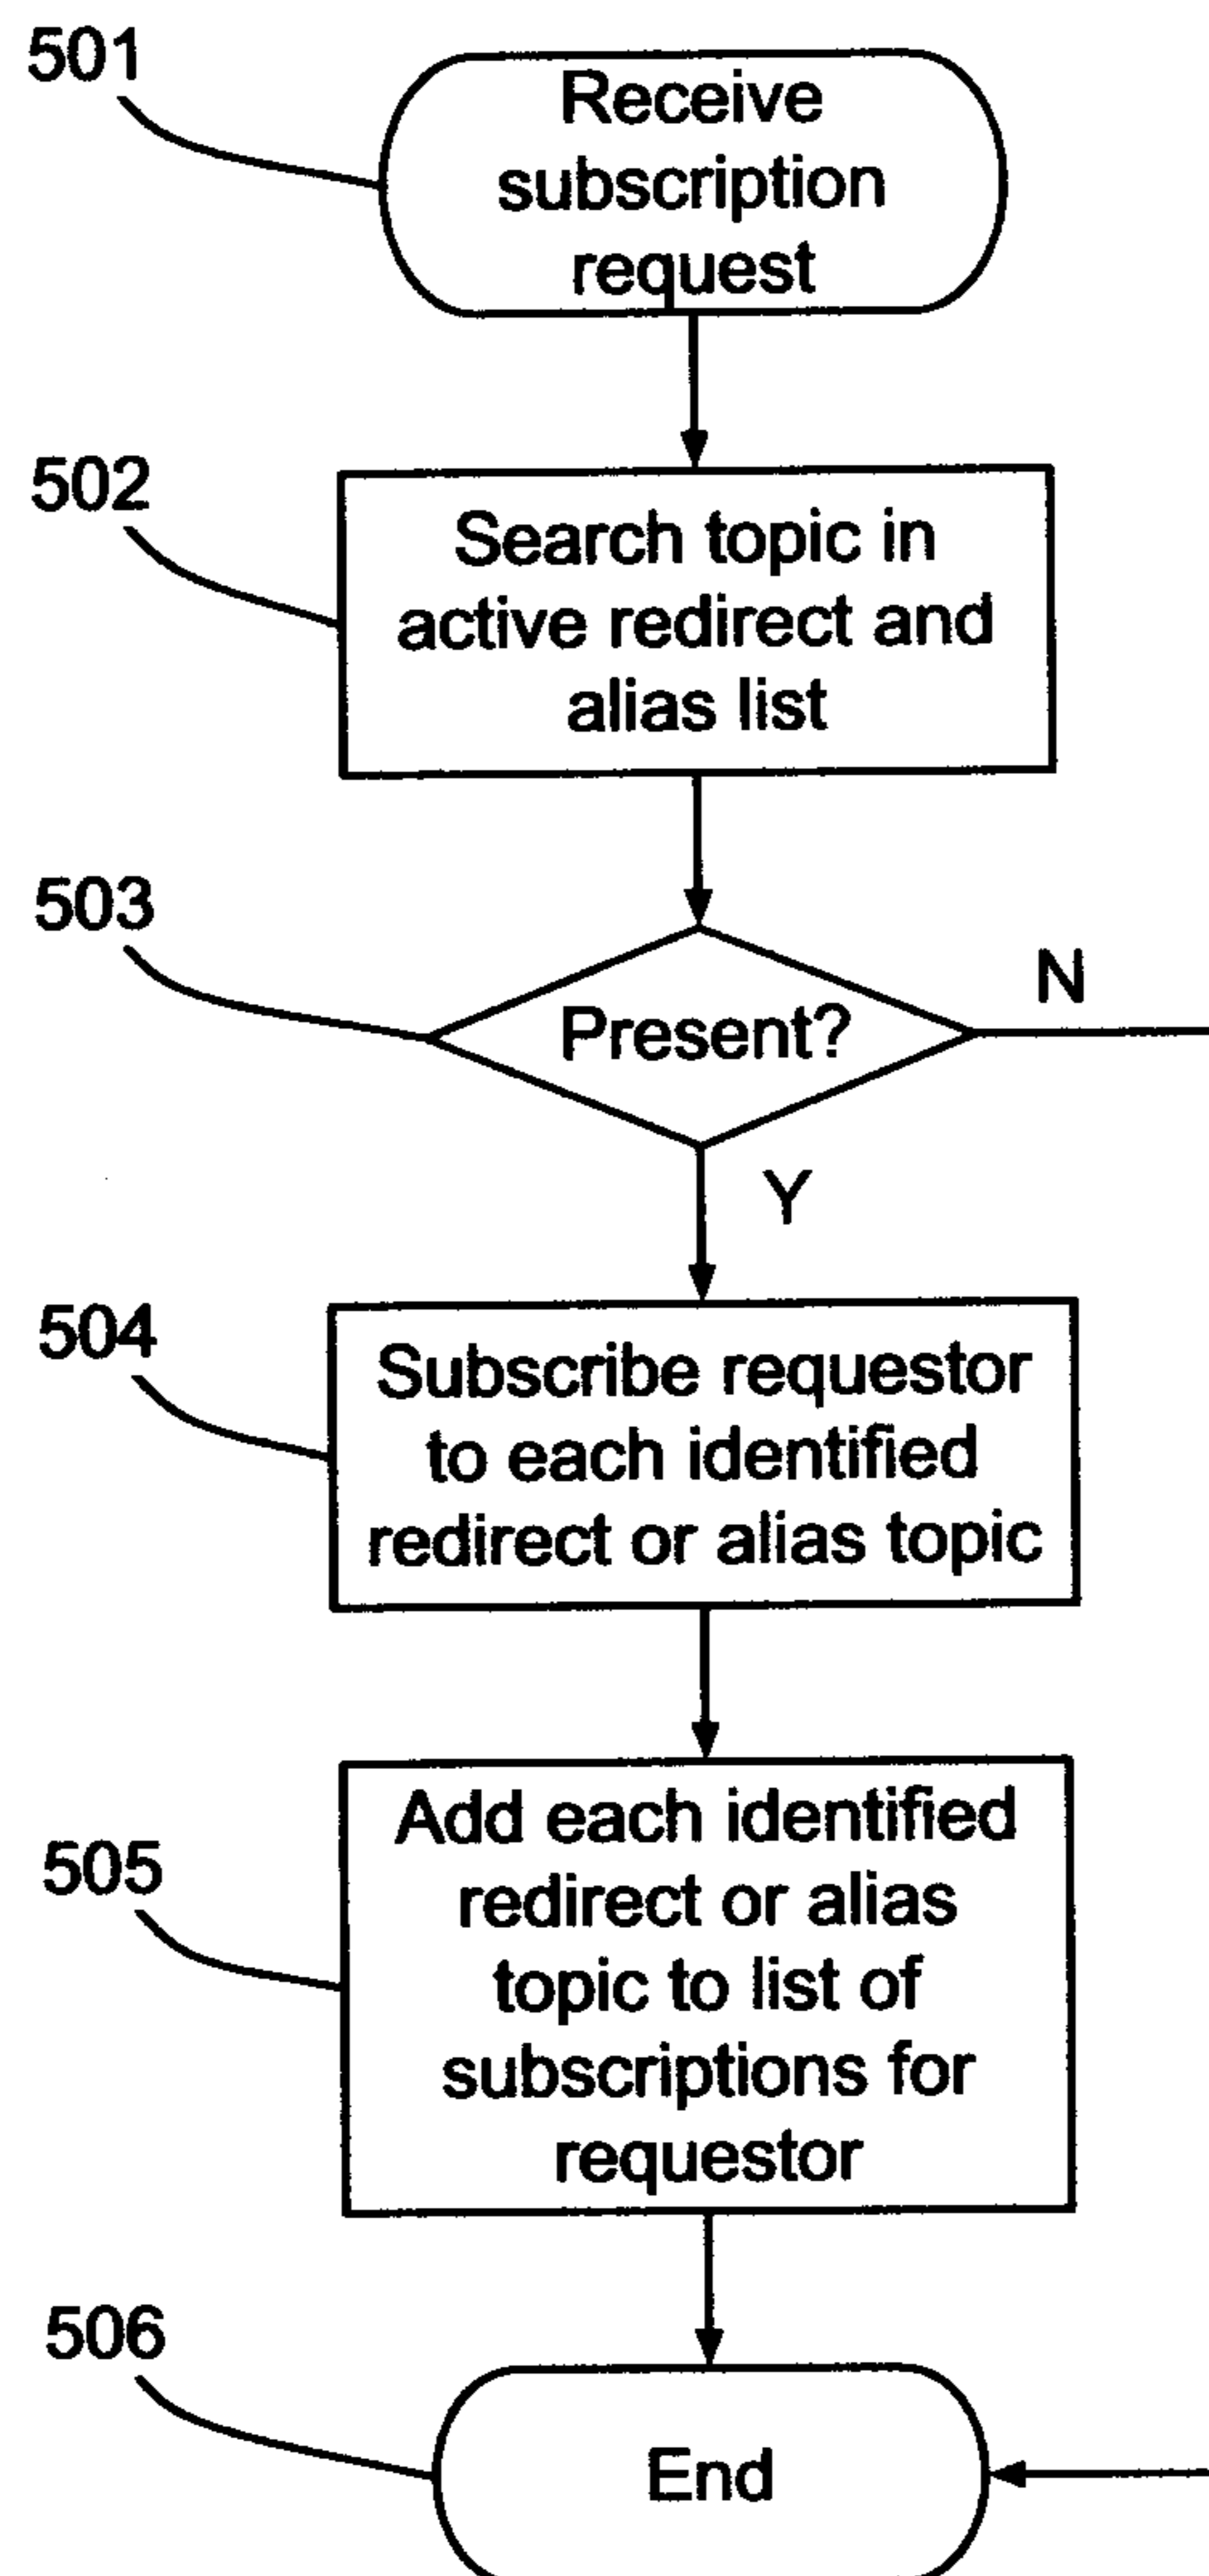 501
Receive
subscription
request
502
Search topic in
active redirect and
alias list
503
Present?
N
Y
504
Subscribe requestor
to each identified
redirect or alias topic
505
Add each identified
redirect or alias
topic to list of
subscriptions for
requestor
506
End